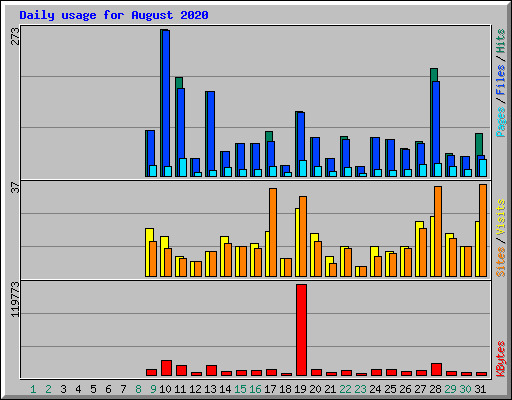 Daily usage for August 2020
273
Pages / Files / Hits
37
Sites / Visits
119773
KBytes
1 2 3 4 5 6 7 8 9 10 11 12 13 14 15 16 17 18 19 20 21 22 23 24 25 26 27 28 29 30 31